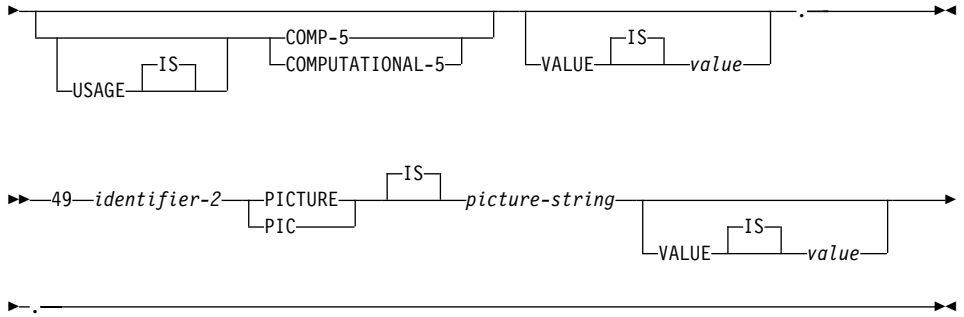 COMP-5 IS .
COMPUTATIONAL-5 VALUE value
IS
USAGE
IS
49 identifier-2 PICTURE picture-string
PIC IS
VALUE value
.